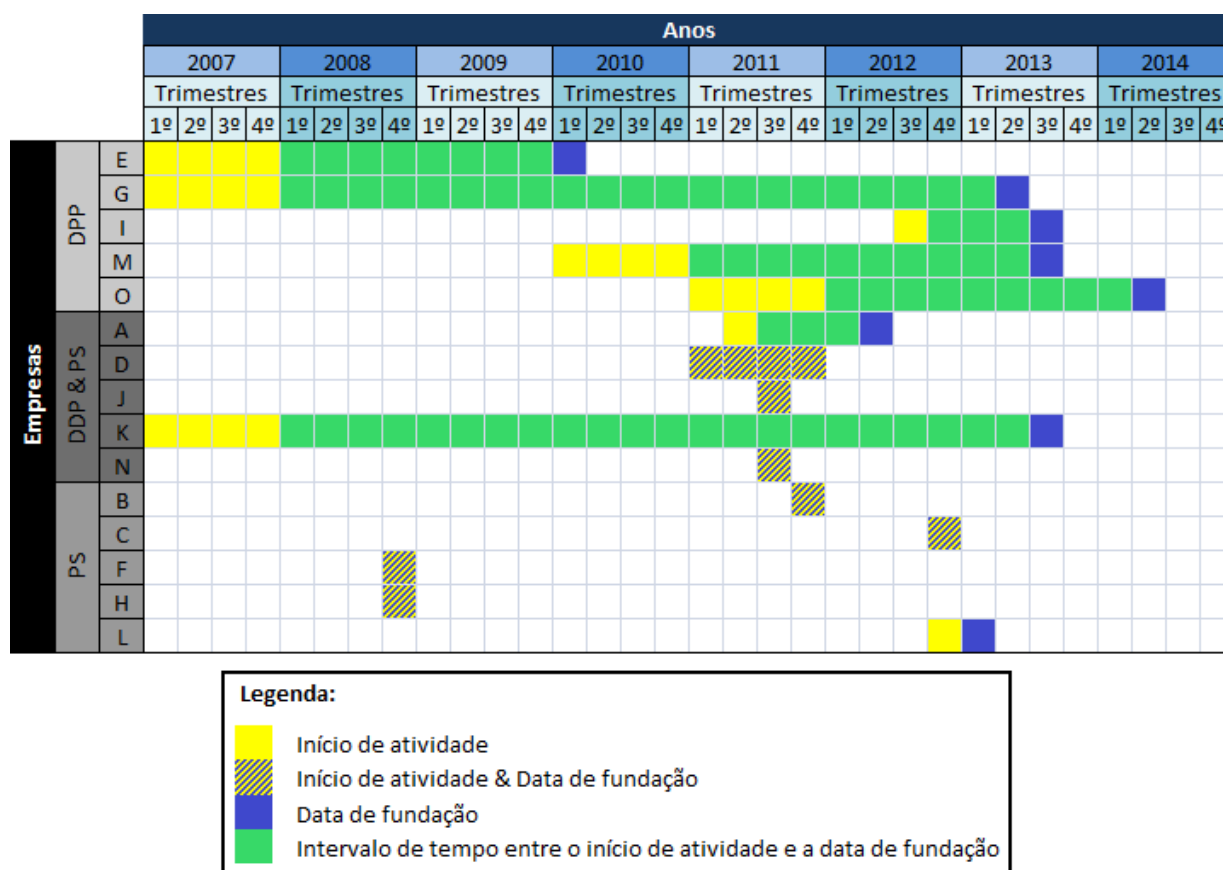 Anos
2007 2008 2009 2010 2011 2012 2013 2014
Trimestres Trimestres Trimestres Trimestres Trimestres Trimestres Trimestres Trimestres
1º 2º 3º 4º 1º 2º 3º 4º 1º 2º 3º 4º 1º 2º 3º 4º 1º 2º 3º 4º 1º 2º 3º 4º 1º 2º 3º 4º 1º 2º 3º 4º
Empresas
DPP
E
G
I
M
O
DDP & PS
A
D
J
K
N
PS
B
C
F
H
L
Legenda:
Início de atividade
Início de atividade & Data de fundação
Data de fundação
Intervalo de tempo entre o início de atividade e a data de fundação